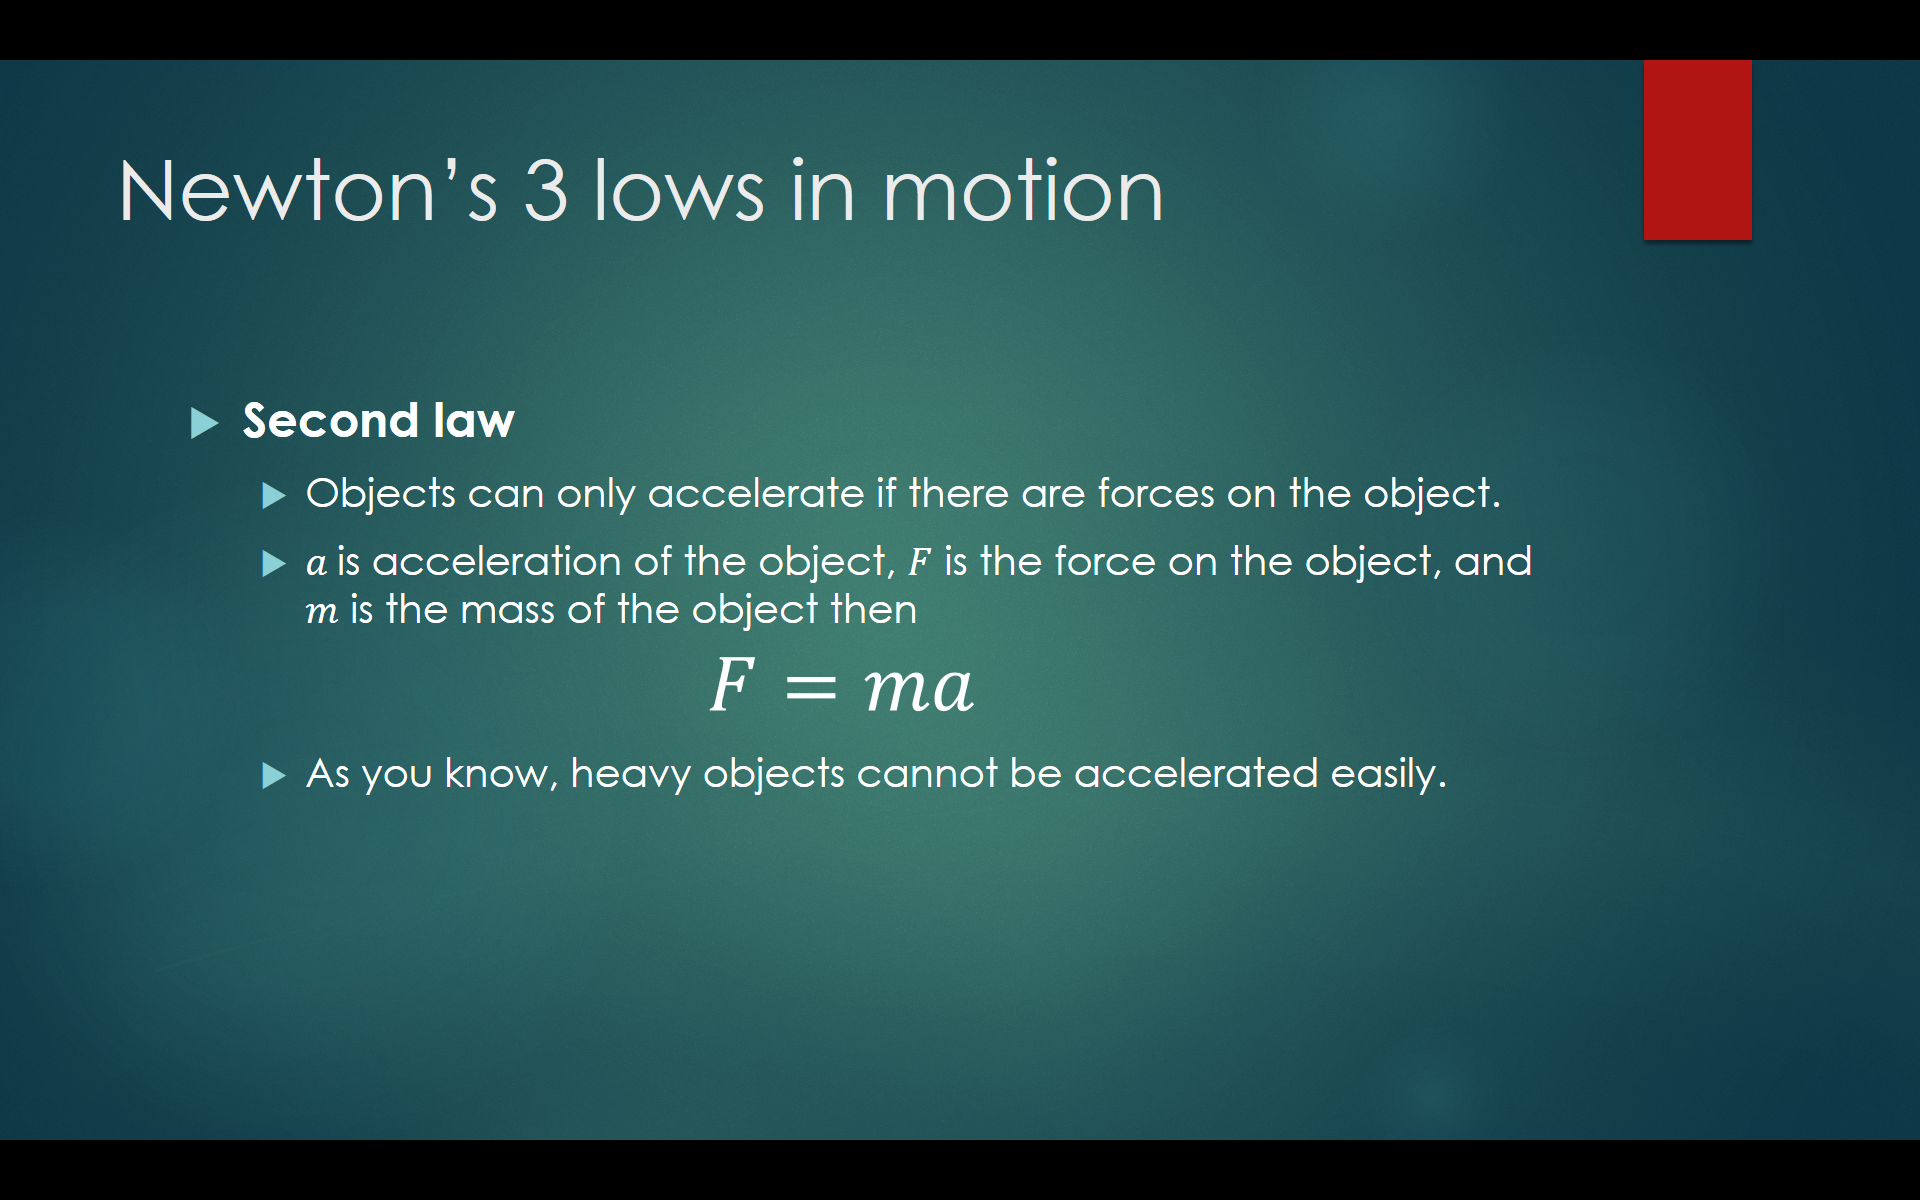 Newton’s 3 lows in motion
Second law
Objects can only accelerate if there are forces on the object.
a is acceleration of the object, F is the force on the object, and
m is the mass of the object then
F = ma
As you know, heavy objects cannot be accelerated easily.